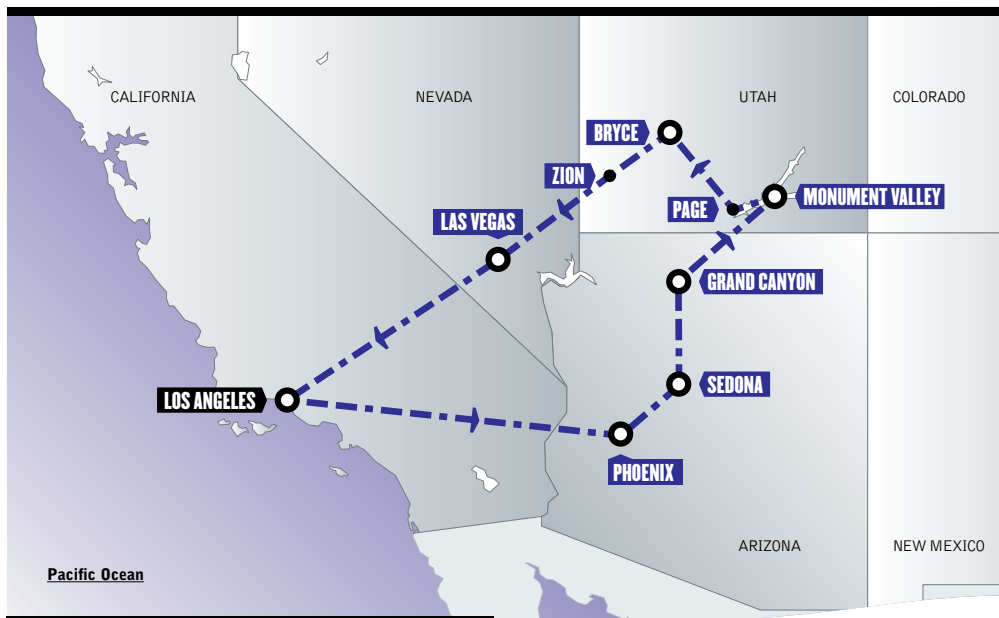 CALIFORNIA
NEVADA
UTAH
COLORADO
BRYCE
ZION
MONUMENT VALLEY
PAGE
LAS VEGAS
GRAND CANYON
SEDONA
LOS ANGELES
PHOENIX
ARIZONA
NEW MEXICO
Pacific Ocean